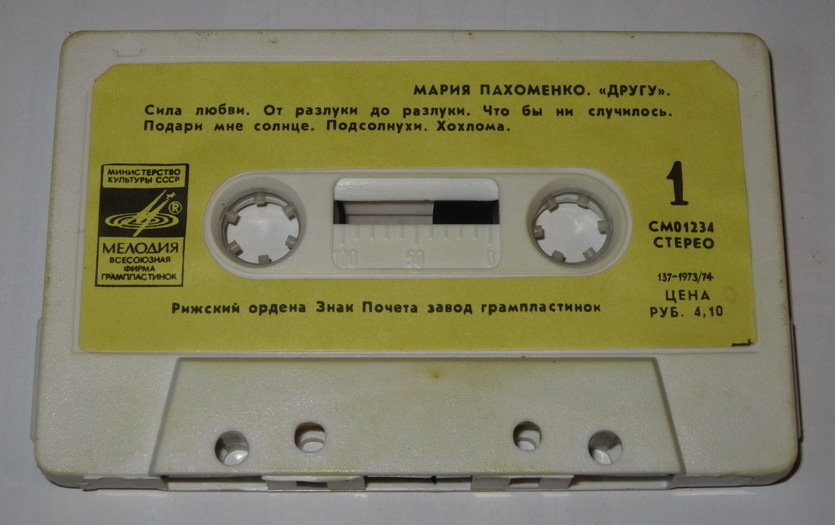 МАРИЯ ПАХОМЕНКО. «ДРУГУ».
Сила любви. От разлуки до разлуки. Что бы ни случилось.
Подари мне солнце. Подсолнухи. Хохлома.
МИНИСТЕРСТВО
КУЛЬТУРЫ СССР
®
МЕЛОДИЯ
ВСЕСОЮЗНАЯ
ФИРМА
ГРАМПЛАСТИНОК
1
СМ01234
СТЕРЕО
100 50 0
137-1973/74
ЦЕНА
РУБ. 4,10
Рижский ордена Знак Почета завод грампластинок